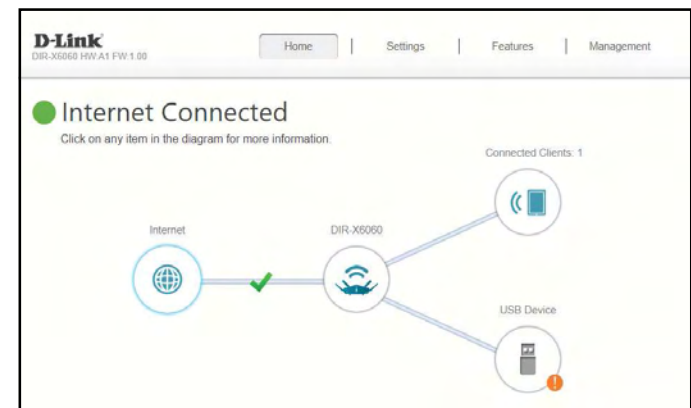 D-Link
DIR-X6060 HW:A1 FW:1.00
Home | Settings | Features | Management
Internet Connected
Click on any item in the diagram for more information.
Connected Clients: 1
Internet
DIR-X6060
USB Device